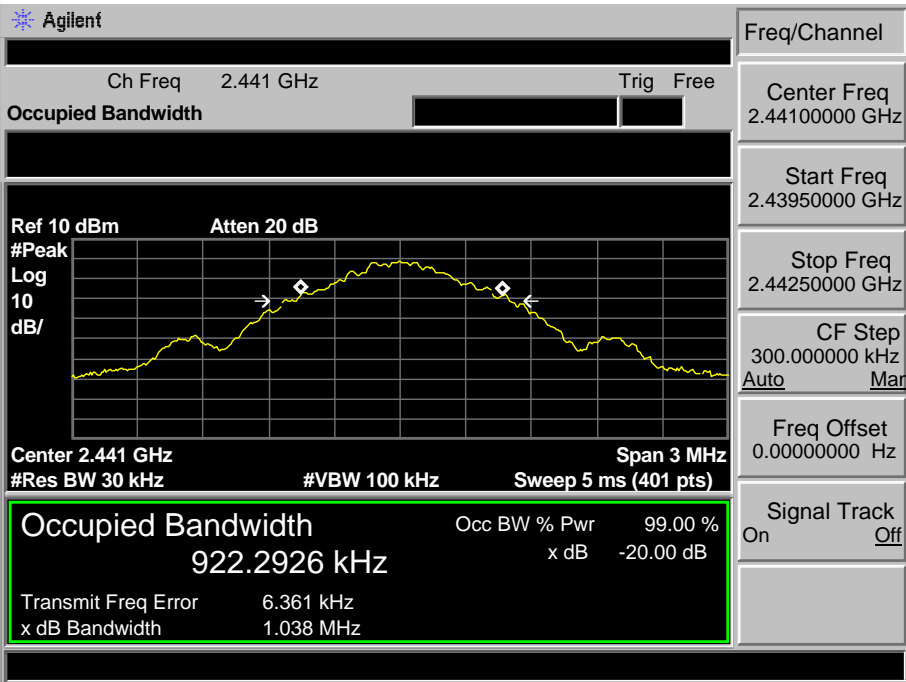 Agilent
Freq/Channel
Ch Freq 2.441 GHz Trig Free
Occupied Bandwidth
Center Freq
2.44100000 GHz
Start Freq
2.43950000 GHz
Stop Freq
2.44250000 GHz
CF Step
300.000000 kHz
Auto Mar
Freq Offset
0.00000000 Hz
Signal Track
On Off
Ref 10 dBm Atten 20 dB
#Peak
Log
10
dB/
Center 2.441 GHz Span 3 MHz
#Res BW 30 kHz #VBW 100 kHz Sweep 5 ms (401 pts)
Occupied Bandwidth
922.2926 kHz
Occ BW % Pwr 99.00 %
x dB -20.00 dB
Transmit Freq Error 6.361 kHz
x dB Bandwidth 1.038 MHz